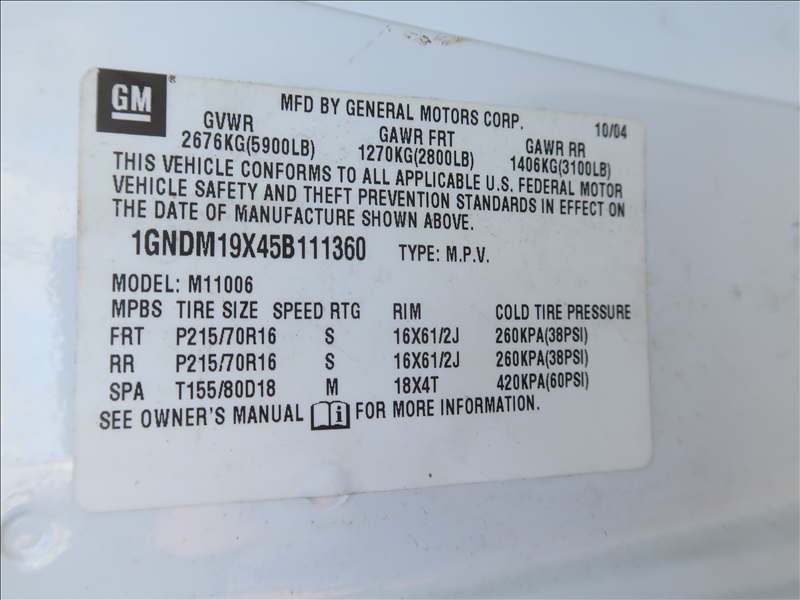 GM®
MFD BY GENERAL MOTORS CORP. 10/04
GVWR GAWR FRT GAWR RR
2676KG(5900LB) 1270KG(2800LB) 1406KG(3100LB)
THIS VEHICLE CONFORMS TO ALL APPLICABLE U.S. FEDERAL MOTOR
VEHICLE SAFETY AND THEFT PREVENTION STANDARDS IN EFFECT ON
THE DATE OF MANUFACTURE SHOWN ABOVE.
1GNDM19X45B111360 TYPE: M.P.V.
MODEL: M11006
MPBS TIRE SIZE SPEED RTG RIM COLD TIRE PRESSURE
FRT P215/70R16 S 16X61/2J 260KPA(38PSI)
RR P215/70R16 S 16X61/2J 260KPA(38PSI)
SPA T155/80D18 M 18X4T 420KPA(60PSI)
SEE OWNER'S MANUAL i FOR MORE INFORMATION.